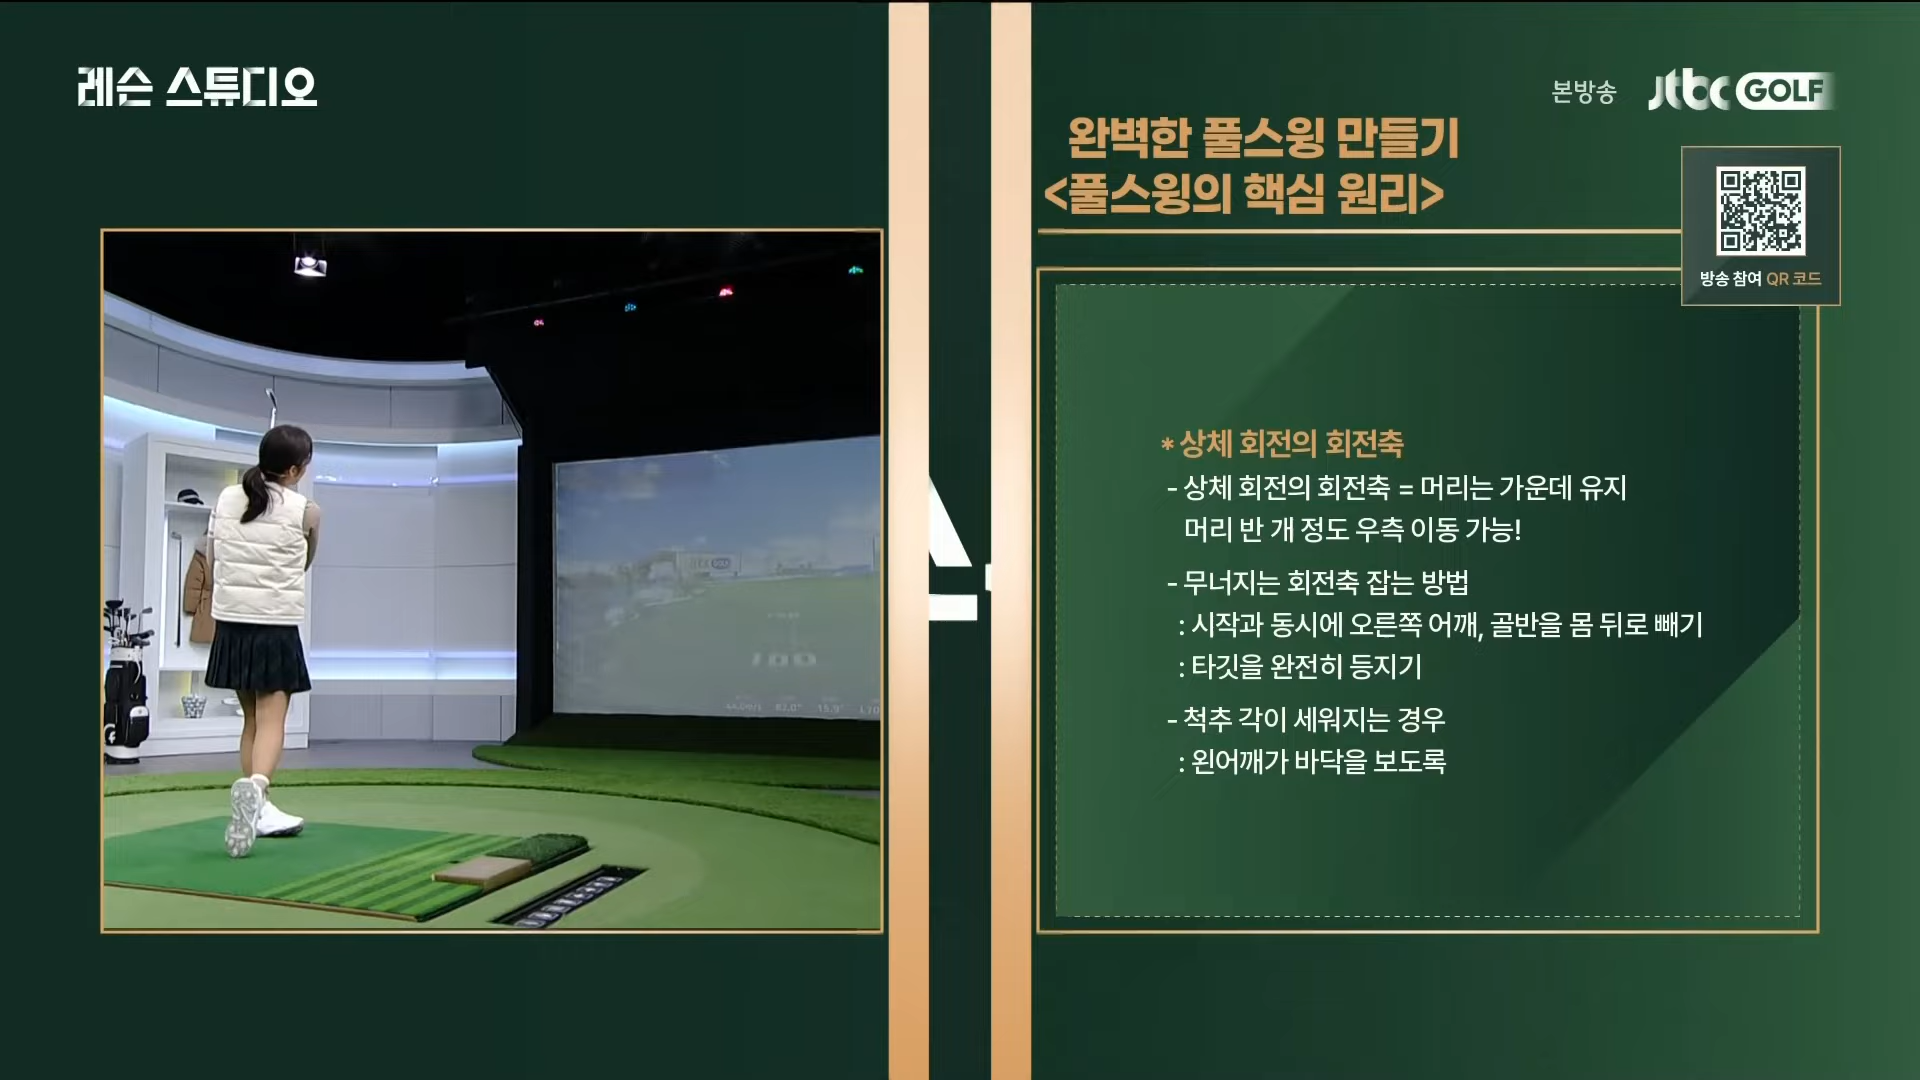 레슨 스튜디오
본방송
jtbc GOLF
완벽한 풀스윙 만들기
<풀스윙의 핵심 원리>
방송 참여 QR 코드
* 상체 회전의 회전축
- 상체 회전의 회전축 = 머리는 가운데 유지
머리 반 개 정도 우측 이동 가능!
- 무너지는 회전축 잡는 방법
: 시작과 동시에 오른쪽 어깨, 골반을 몸 뒤로 빼기
: 타깃을 완전히 등지기
- 척추 각이 세워지는 경우
: 왼어깨가 바닥을 보도록